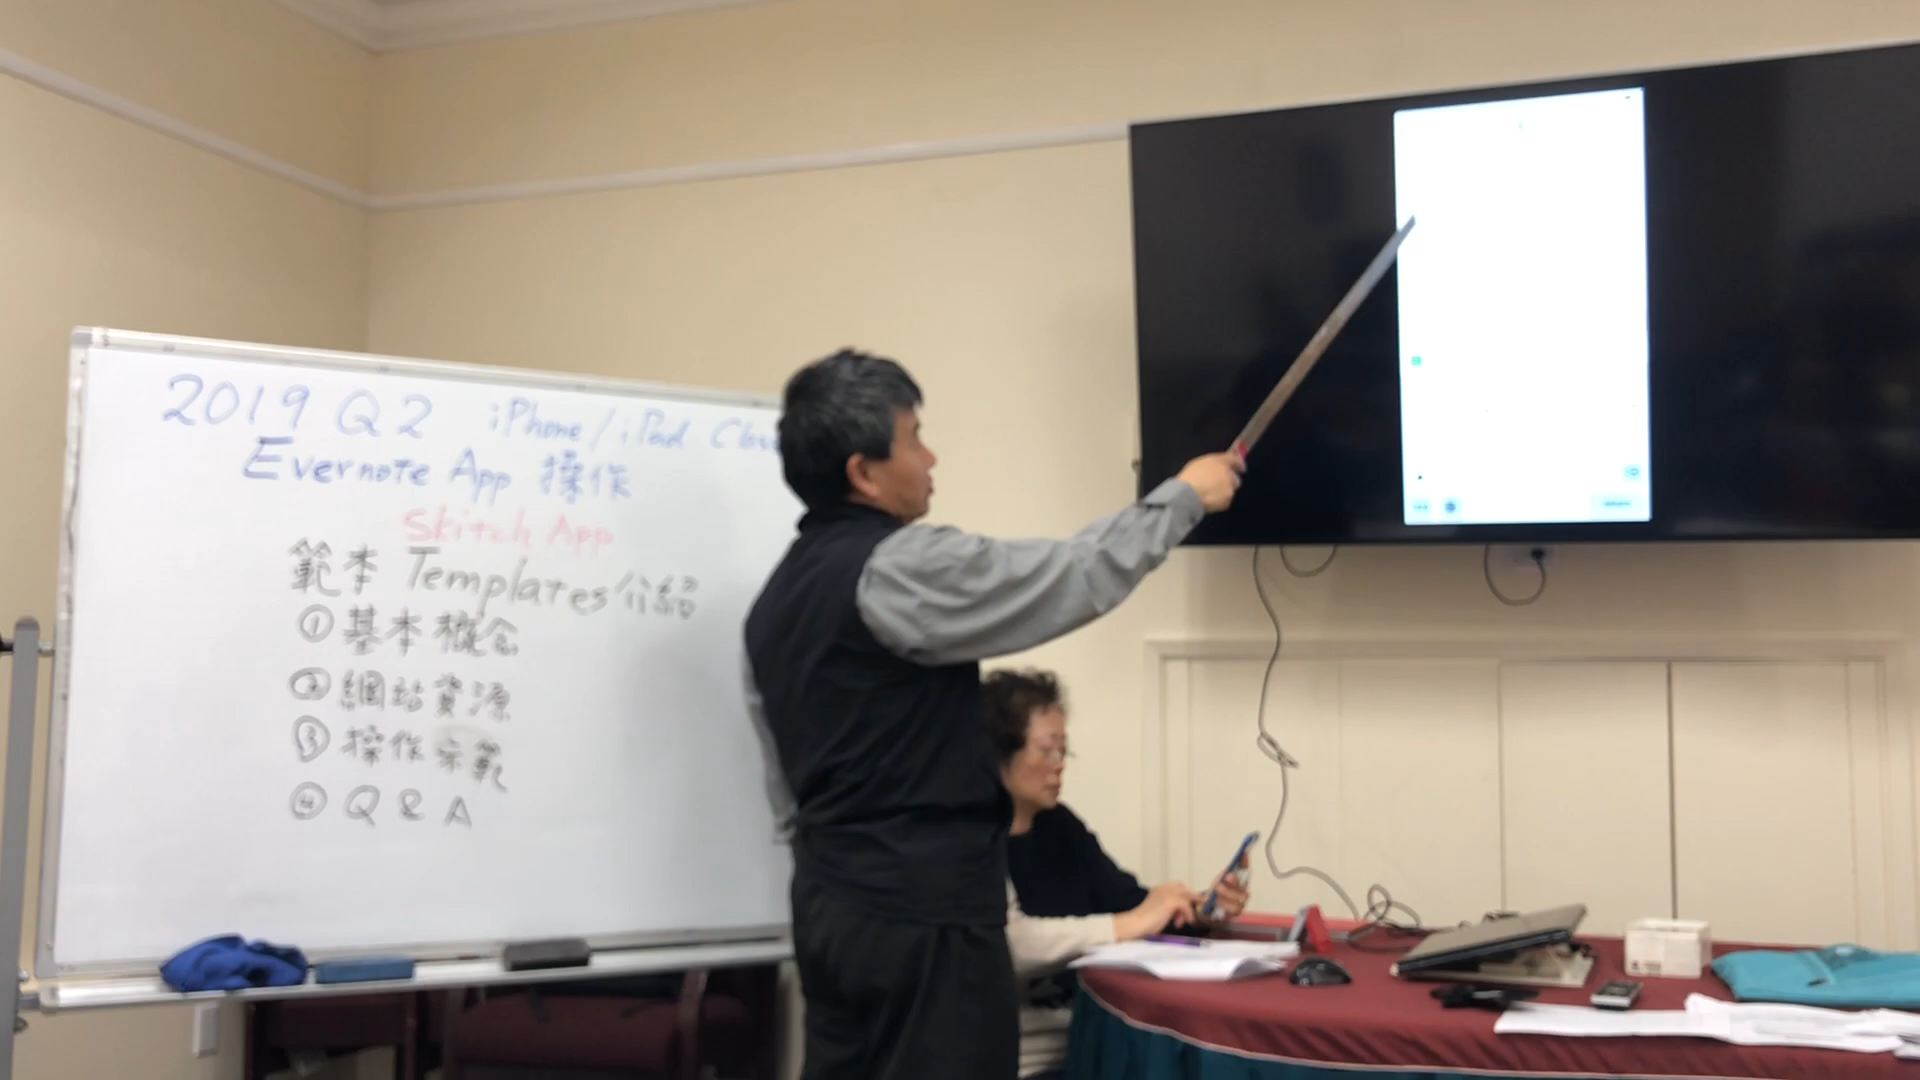 2019 Q2 iPhone/iPad
Evernote App 操作
Skitch App
範本 Templates 介紹
① 基本概念
② 網站資源
③ 操作示範
④ Q & A